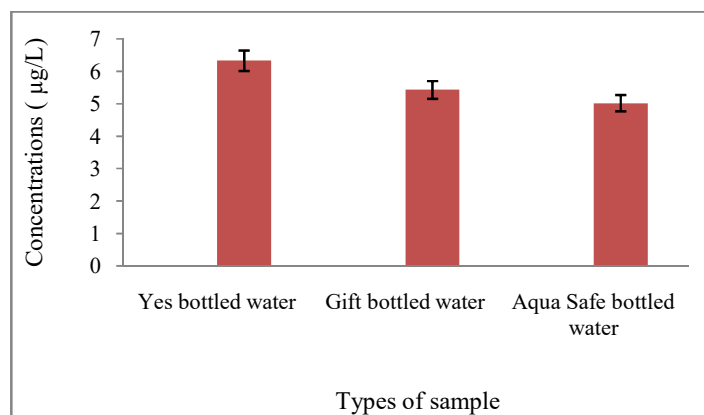 Concentrations ( µg/L)
7
6
5
4
3
2
1
0
Yes bottled water
Gift bottled water
Aqua Safe bottled
water
Types of sample